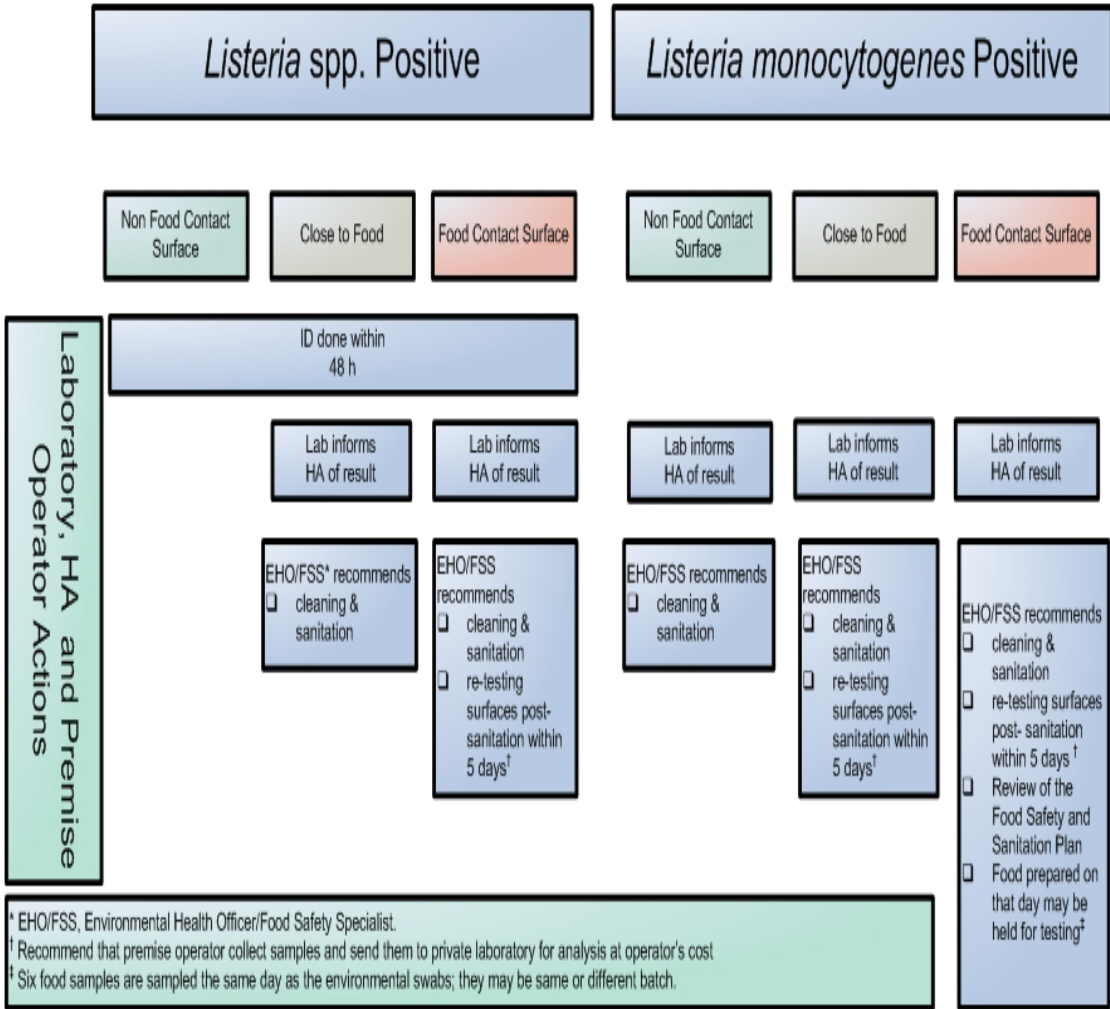 Listeria spp. Positive
Listeria monocytogenes Positive
Non Food Contact
Surface
Close to Food
Food Contact Surface
Non Food Contact
Surface
Close to Food
Food Contact Surface
Laboratory, HA and Premise
Operator Actions
ID done within
48 h
Lab informs
HA of result
Lab informs
HA of result
Lab informs
HA of result
Lab informs
HA of result
Lab informs
HA of result
EHO/FSS* recommends
❑ cleaning &
sanitation
EHO/FSS
recommends
❑ cleaning &
sanitation
❑ re-testing
surfaces post-
sanitation within
5 days†
EHO/FSS recommends
❑ cleaning &
sanitation
EHO/FSS
recommends
❑ cleaning &
sanitation
❑ re-testing
surfaces post-
sanitation within
5 days†
EHO/FSS recommends
❑ cleaning &
sanitation
❑ re-testing surfaces
post- sanitation
within 5 days †
❑ Review of the
Food Safety and
Sanitation Plan
❑ Food prepared on
that day may be
held for testing‡
* EHO/FSS, Environmental Health Officer/Food Safety Specialist.
† Recommend that premise operator collect samples and send them to private laboratory for analysis at operator's cost
‡ Six food samples are sampled the same day as the environmental swabs; they may be same or different batch.